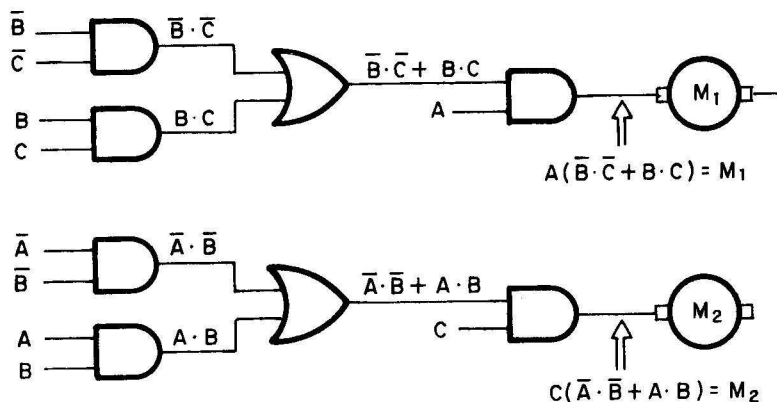 B̅
B̅·C̅
C̅
B̅·C̅ + B·C
M₁
B
B·C
A
C
A(B̅·C̅ + B·C) = M₁
A̅
A̅·B̅
B̅
A̅·B̅ + A·B
M₂
A
A·B
C
B
C(A̅·B̅ + A·B) = M₂